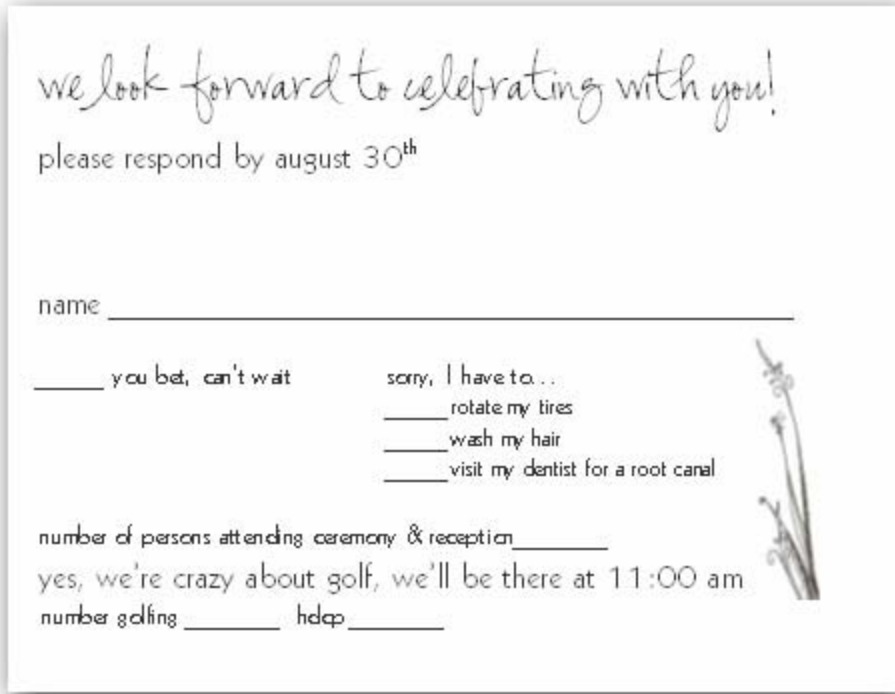 we look forward to celebrating with you!
please respond by august 30th
name
you bet, can't wait
sorry, I have to...
rotate my tires
wash my hair
visit my dentist for a root canal
number of persons attending ceremony & reception
yes, we're crazy about golf, we'll be there at 11:00 am
number golfing hdcp